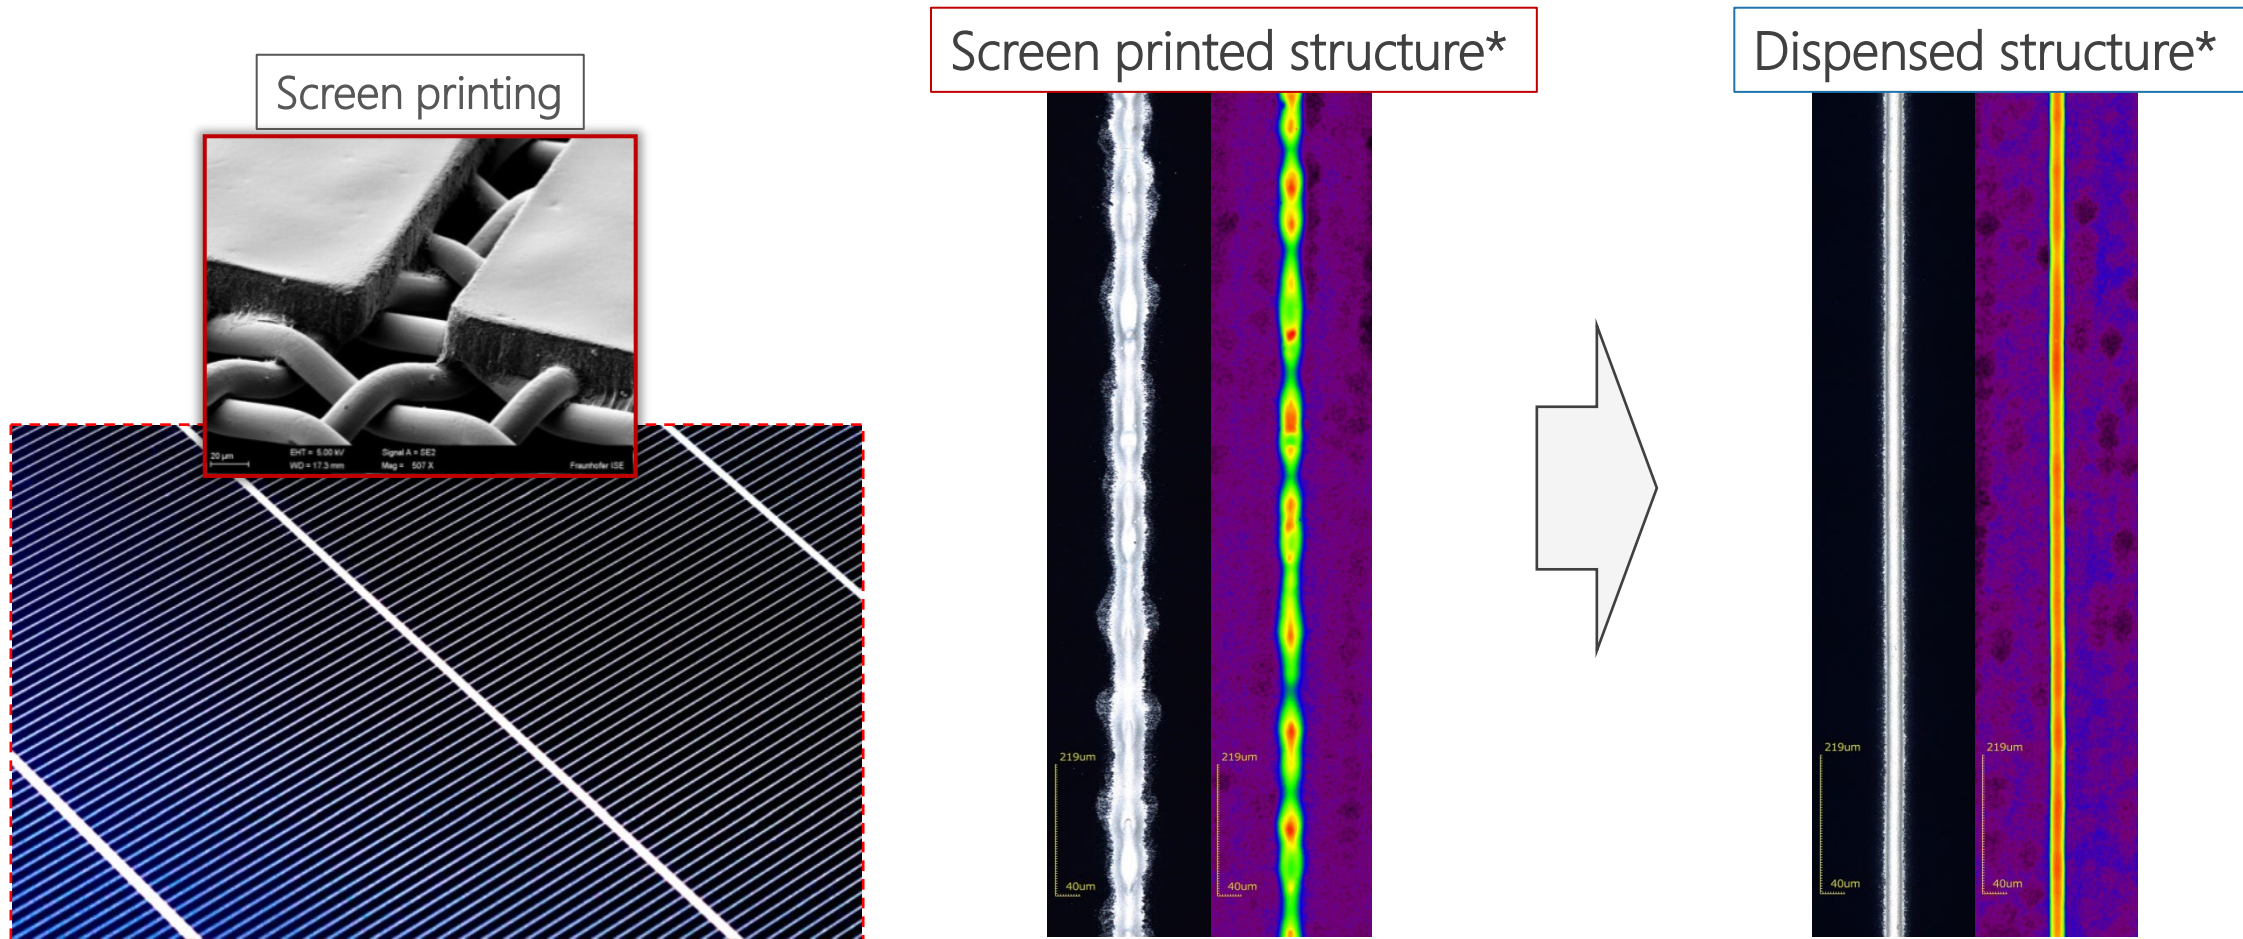 Screen printing
20 µm
EHT = 5.00 kV
Signal A = SE2
WD = 17.3 mm
Mag = 507 X
Fraunhofer ISE
Screen printed structure*
219um
40um
219um
40um
Dispensed structure*
219um
40um
219um
40um